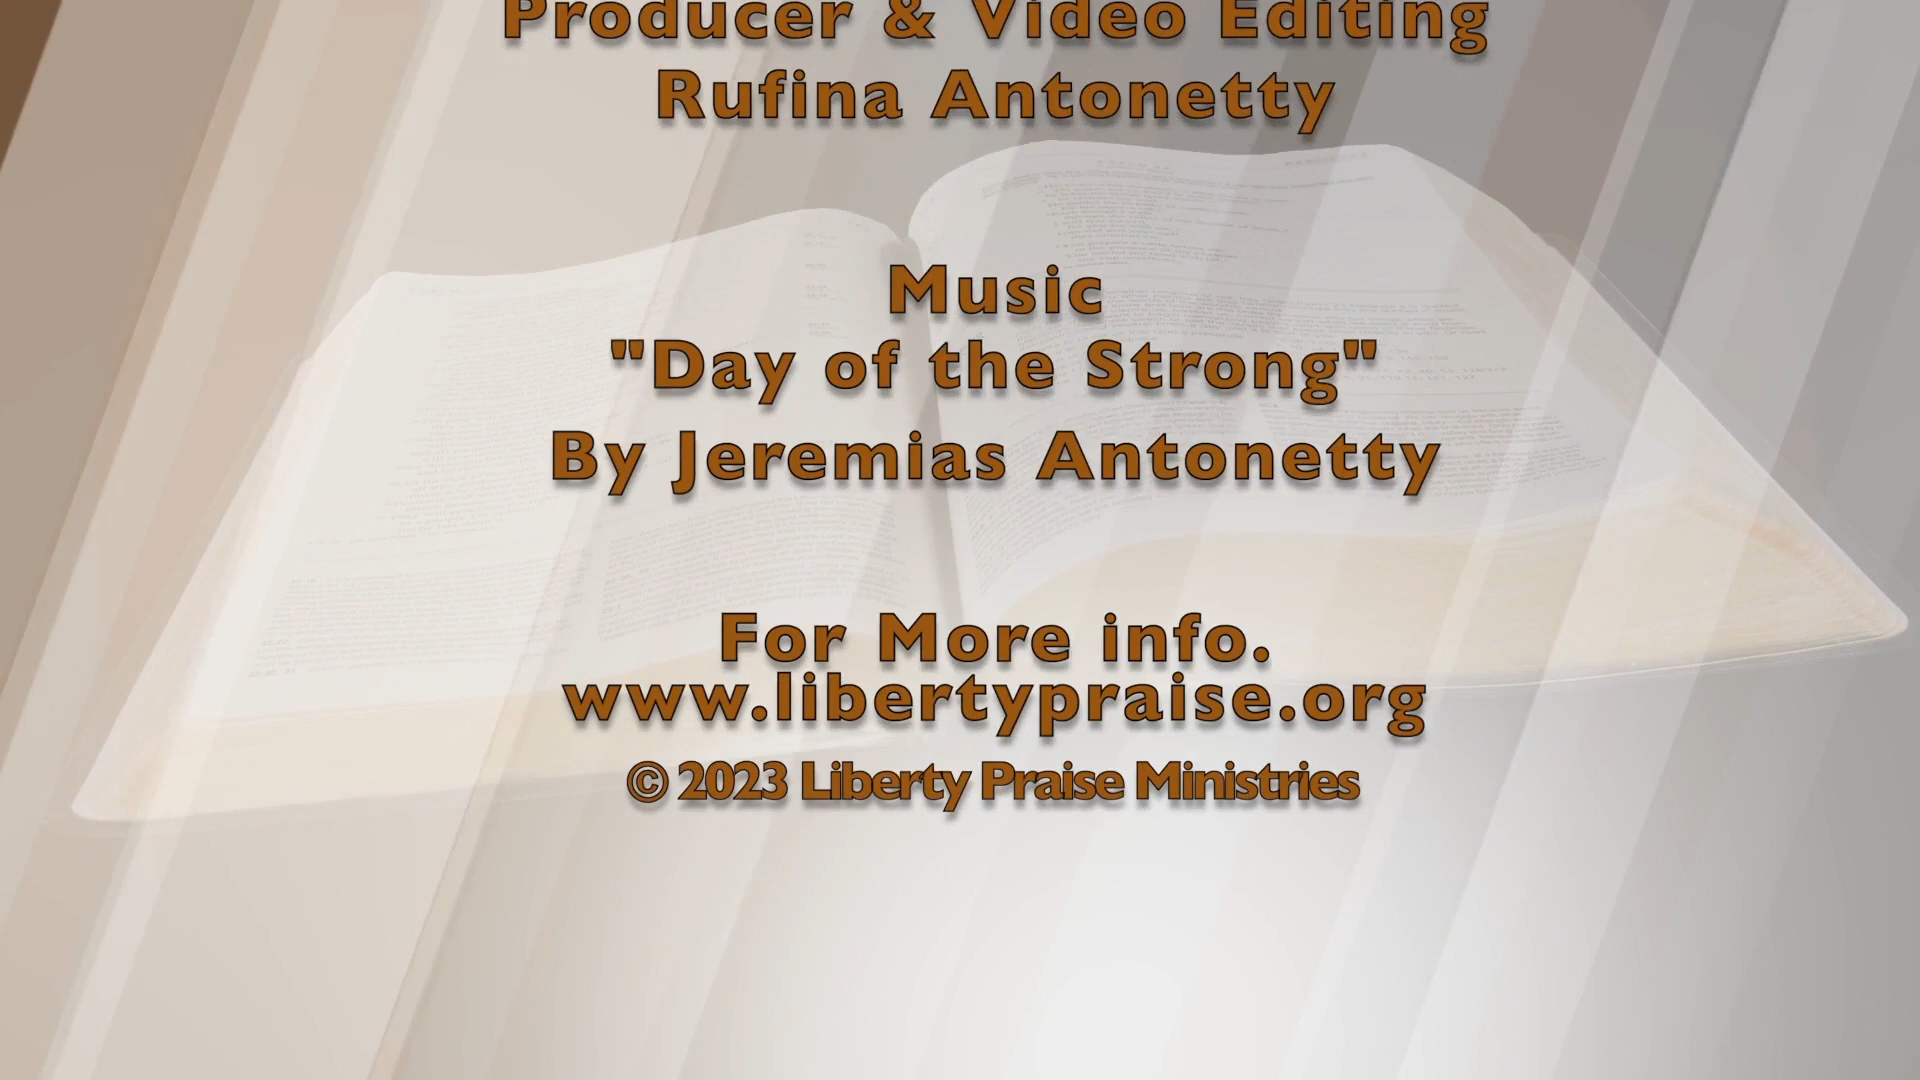 Producer & Video Editing
Rufina Antonetty
Music
"Day of the Strong"
By Jeremias Antonetty
For More info.
www.libertypraise.org
© 2023 Liberty Praise Ministries